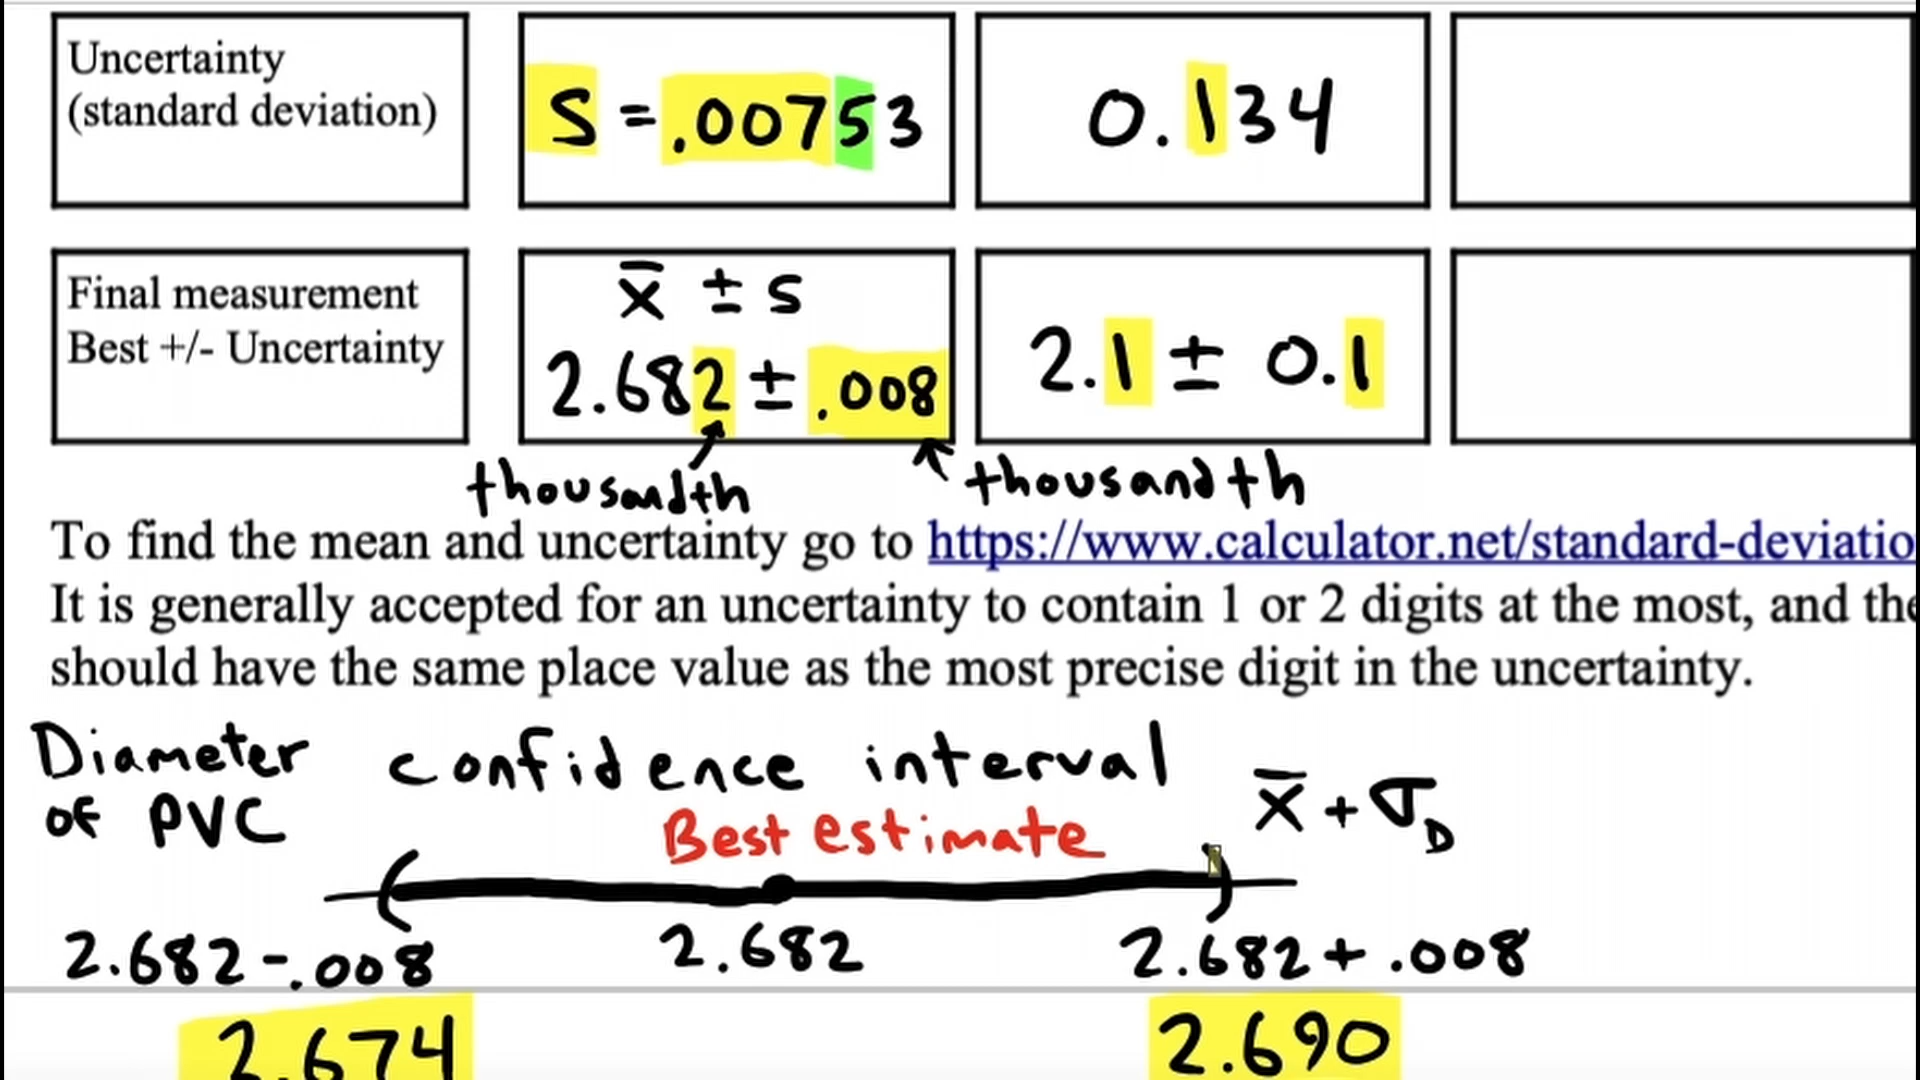 Uncertainty
(standard deviation)
S = .00753
0.134
Final measurement
Best +/- Uncertainty
x̄ ± s
2.682 ± .008
2.1 ± 0.1
thousandth
thousandth
To find the mean and uncertainty go to https://www.calculator.net/standard-deviatio
It is generally accepted for an uncertainty to contain 1 or 2 digits at the most, and the
should have the same place value as the most precise digit in the uncertainty.
Diameter
of PVC
confidence interval
Best estimate
x̄ + σD
2.682 - .008
2.682
2.682 + .008
2.674
2.690